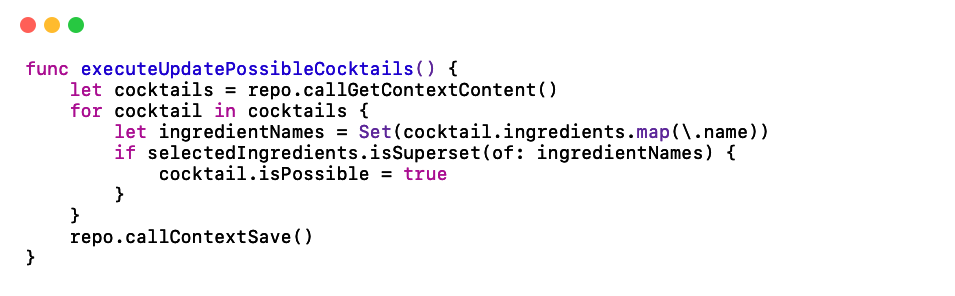 func executeUpdatePossibleCocktails() {
    let cocktails = repo.callGetContextContent()
    for cocktail in cocktails {
        let ingredientNames = Set(cocktail.ingredients.map(\.name))
        if selectedIngredients.isSuperset(of: ingredientNames) {
            cocktail.isPossible = true
        }
    }
    repo.callContextSave()
}